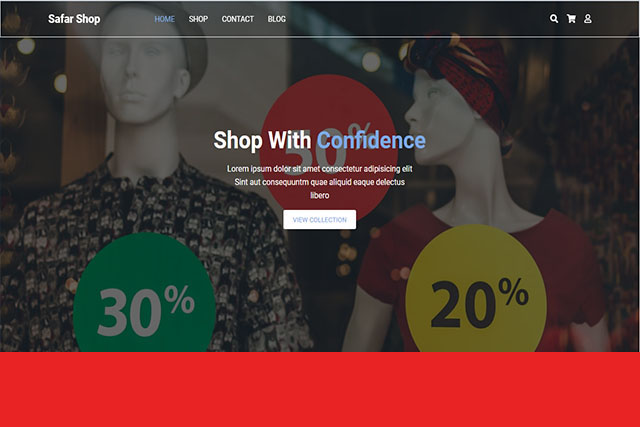 Safar Shop
HOME SHOP CONTACT BLOG
50%
Shop With Confidence
Lorem ipsum dolor sit amet consectetur adipisicing elit
Sint aut consequuntm quae aliquid eaque delectus
libero
VIEW COLLECTION
30%
20%